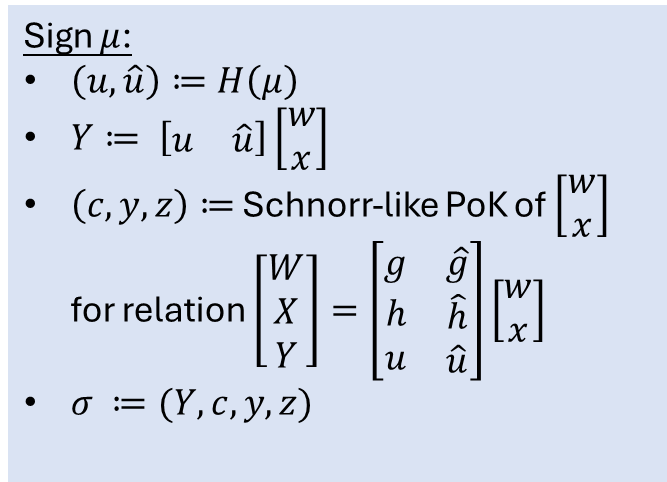 Sign μ:
• (u, û) ≔ H(μ)
• Y ≔ [u û] [w x]
• (c, y, z) ≔ Schnorr-like PoK of [w x]
for relation [W X Y] = [g ĝ h ĥ u û] [w x]
• σ ≔ (Y, c, y, z)